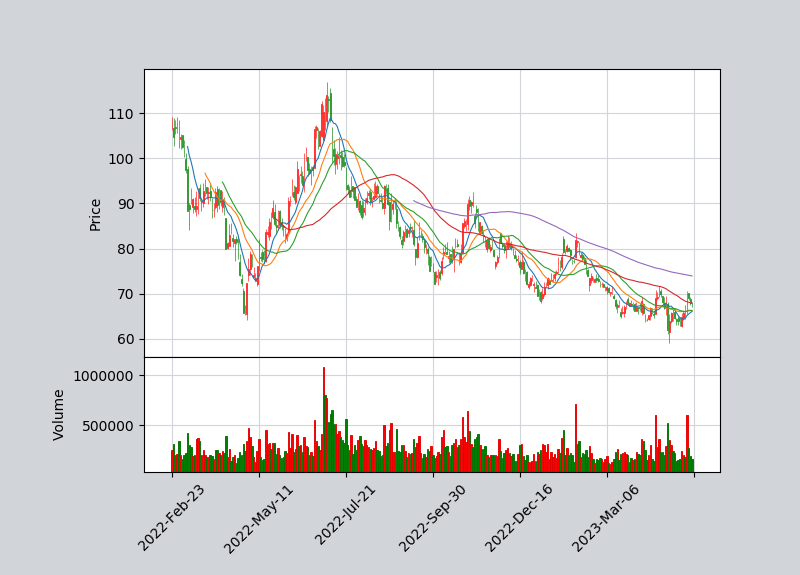 110
100
90
80
70
60
Price
1000000
500000
Volume
2022-Feb-23
2022-May-11
2022-Jul-21
2022-Sep-30
2022-Dec-16
2023-Mar-06